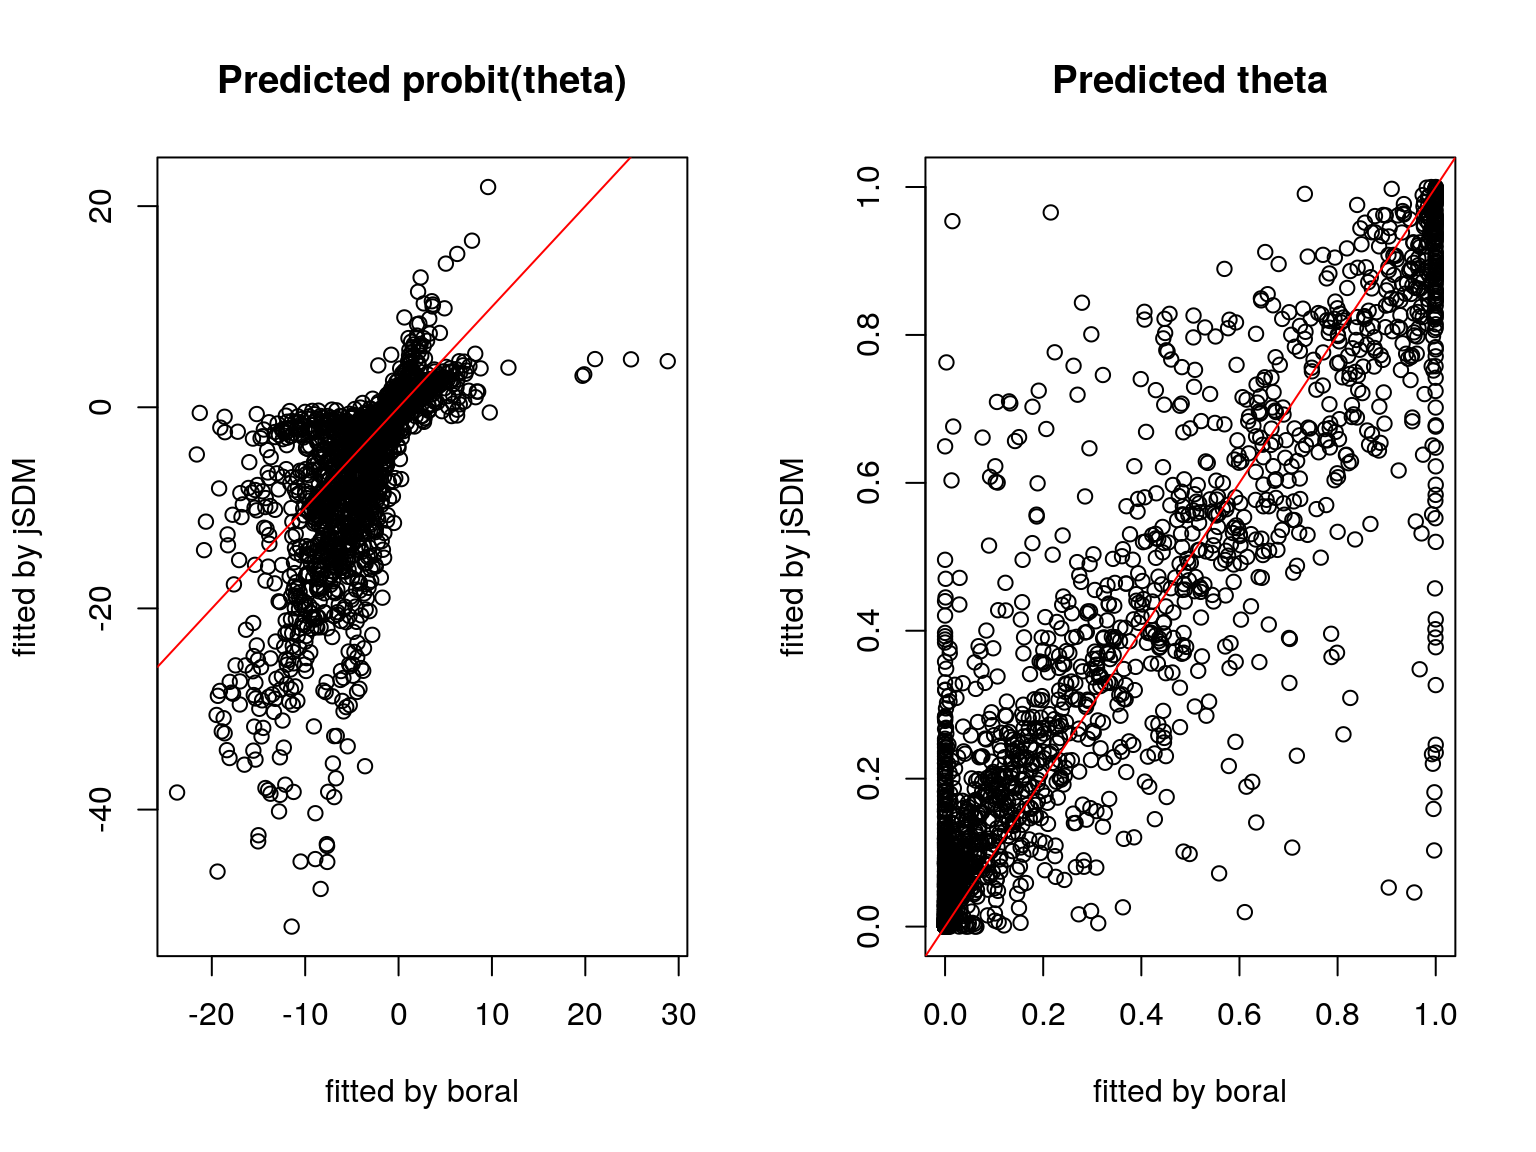 Predicted probit(theta)
fitted by jSDM
20
0
-20
-40
-20 -10 0 10 20 30
fitted by boral
Predicted theta
fitted by jSDM
1.0
0.8
0.6
0.4
0.2
0.0
0.0 0.2 0.4 0.6 0.8 1.0
fitted by boral